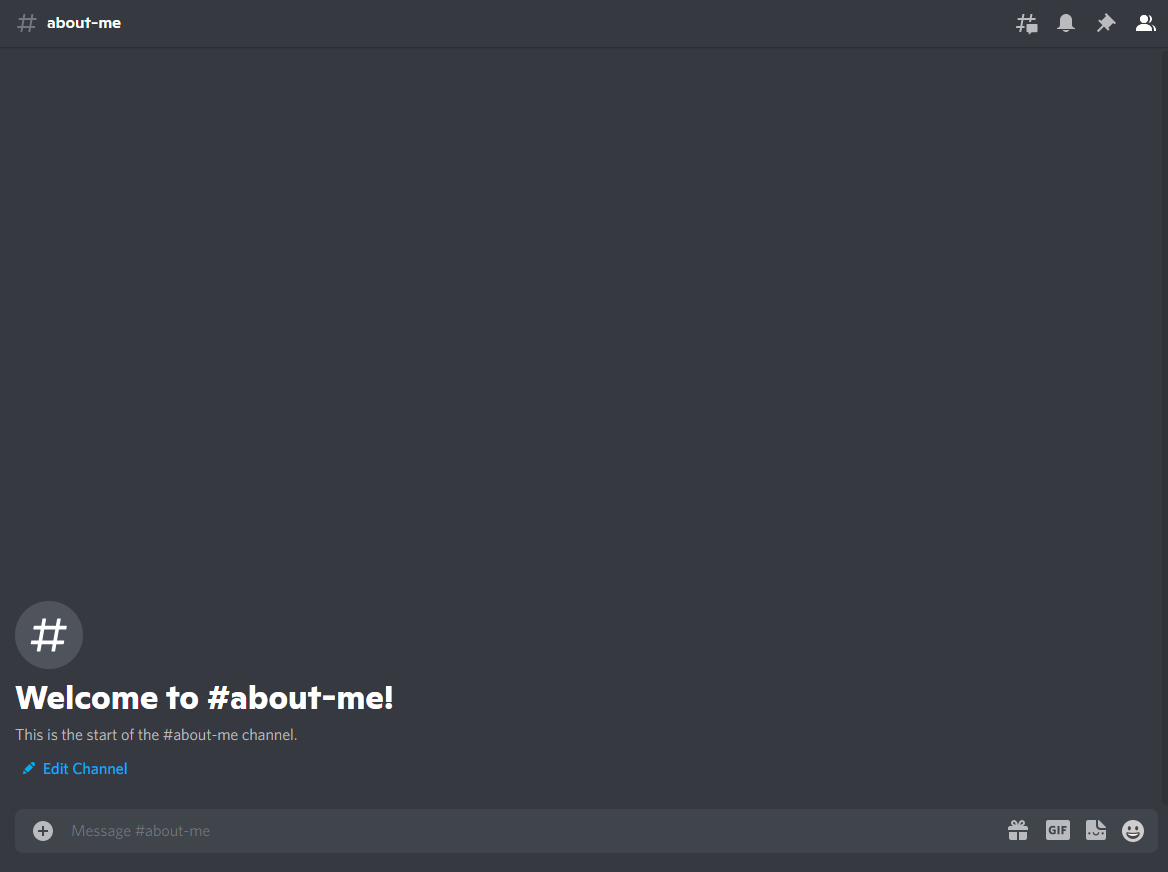 # about-me
#
Welcome to #about-me!
This is the start of the #about-me channel.
Edit Channel
Message #about-me GIF